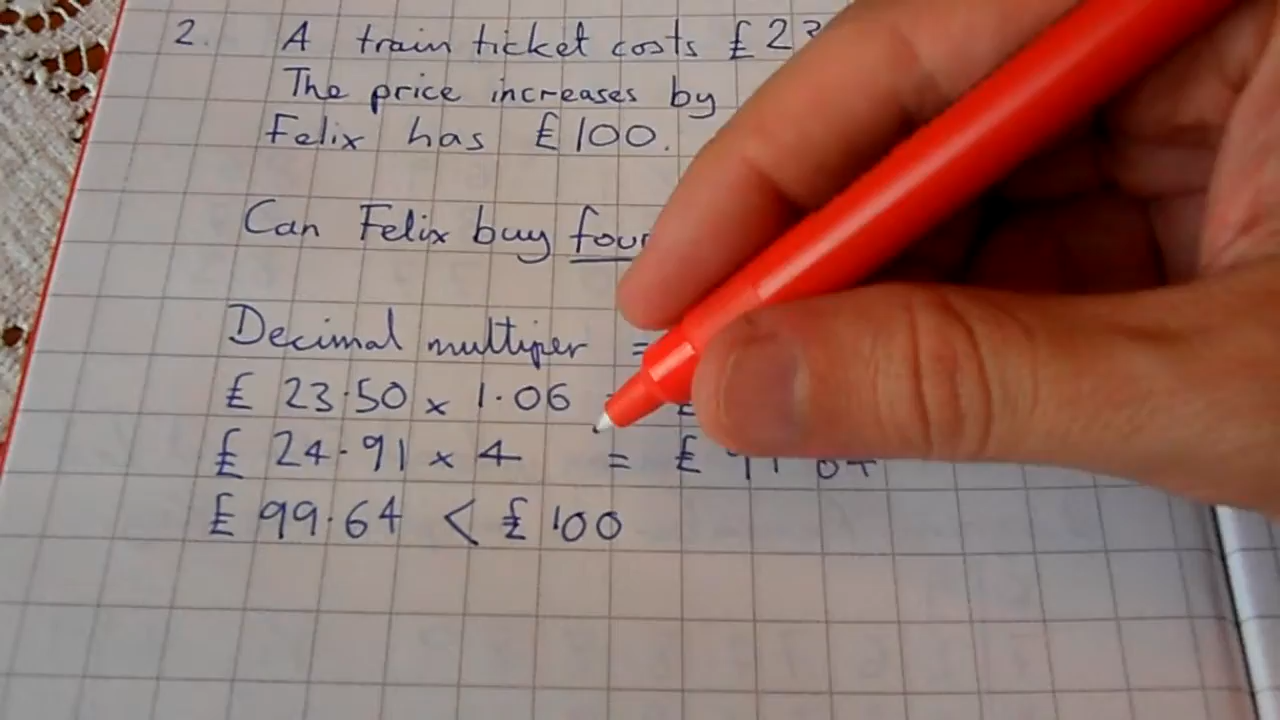 2. A train ticket costs £23
The price increases by
Felix has £100.
Can Felix buy four
Decimal multiper =
£ 23.50 x 1.06 = £
£ 24.91 x 4 = £
£ 99.64 < £100